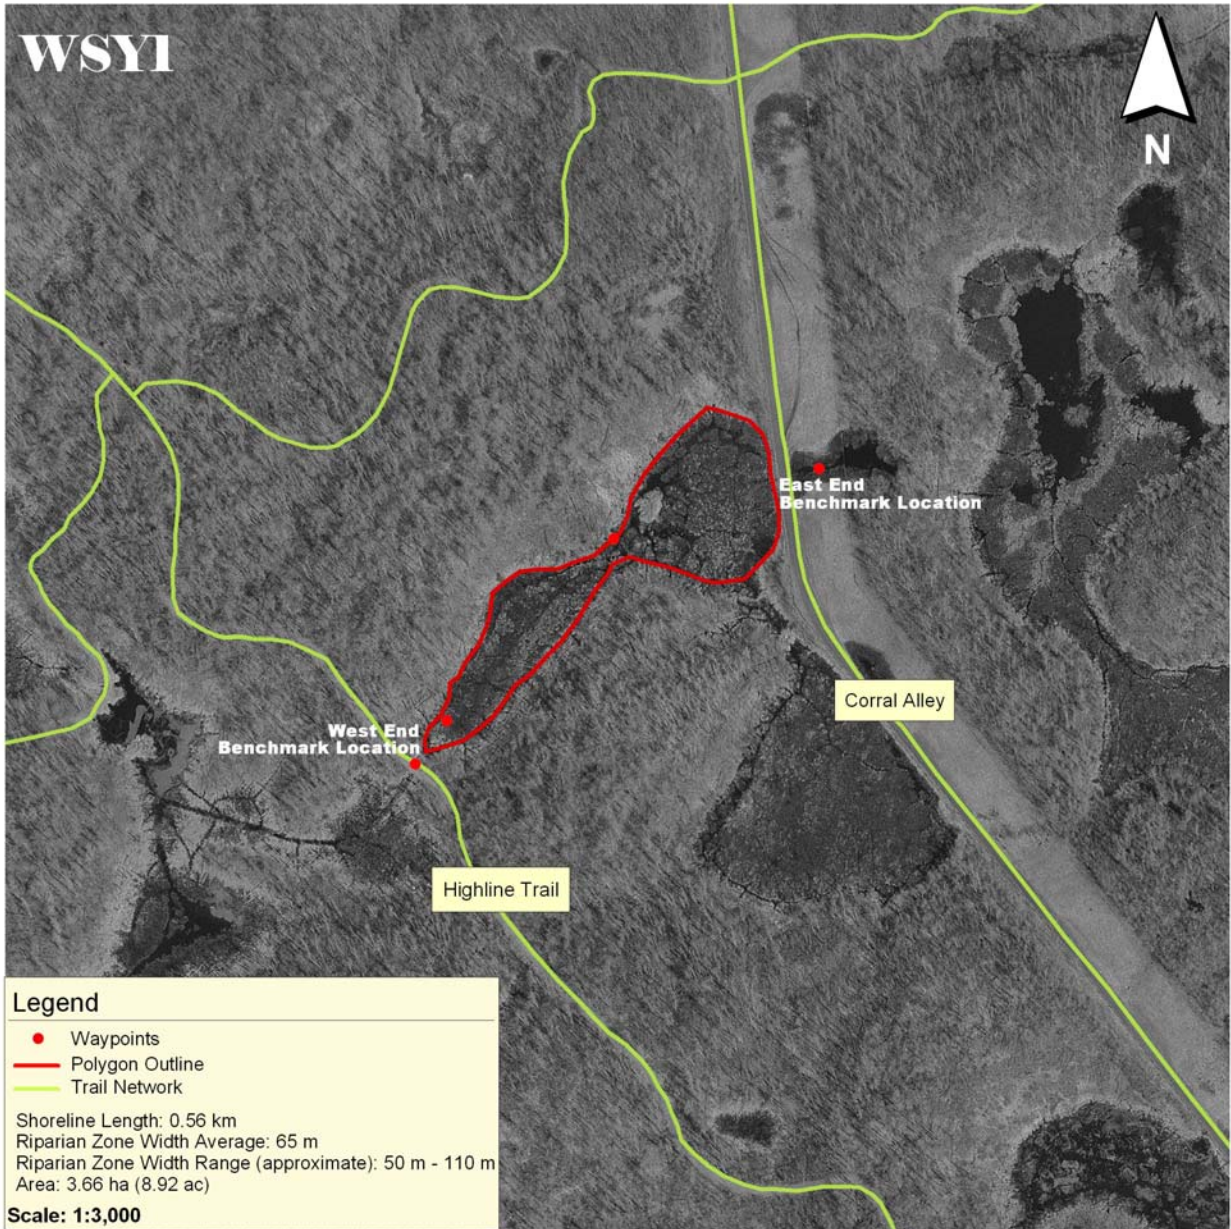 WSY1
N
East End
Benchmark Location
Corral Alley
West End
Benchmark Location
Highline Trail
Legend
Waypoints
Polygon Outline
Trail Network
Shoreline Length: 0.56 km
Riparian Zone Width Average: 65 m
Riparian Zone Width Range (approximate): 50 m - 110 m
Area: 3.66 ha (8.92 ac)
Scale: 1:3,000